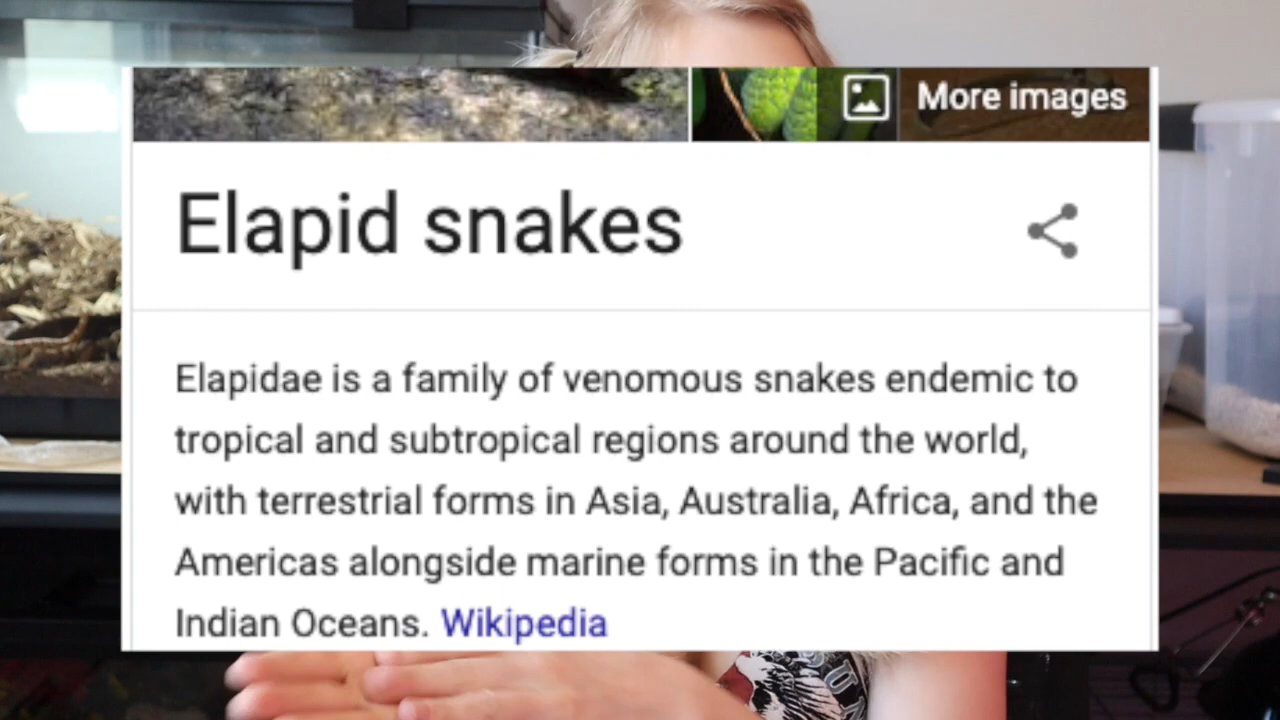 More images
Elapid snakes
Elapidae is a family of venomous snakes endemic to
tropical and subtropical regions around the world,
with terrestrial forms in Asia, Australia, Africa, and the
Americas alongside marine forms in the Pacific and
Indian Oceans. Wikipedia